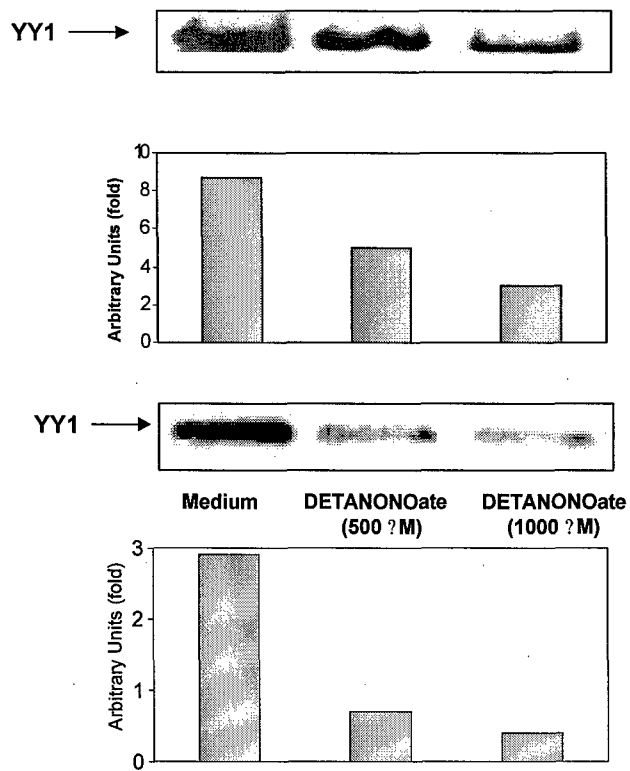 YY1
10
8
6
4
2
0
Arbitrary Units (fold)
YY1
Medium DETANONOate DETANONOate
(500 ?M) (1000 ?M)
3
2
1
0
Arbitrary Units (fold)